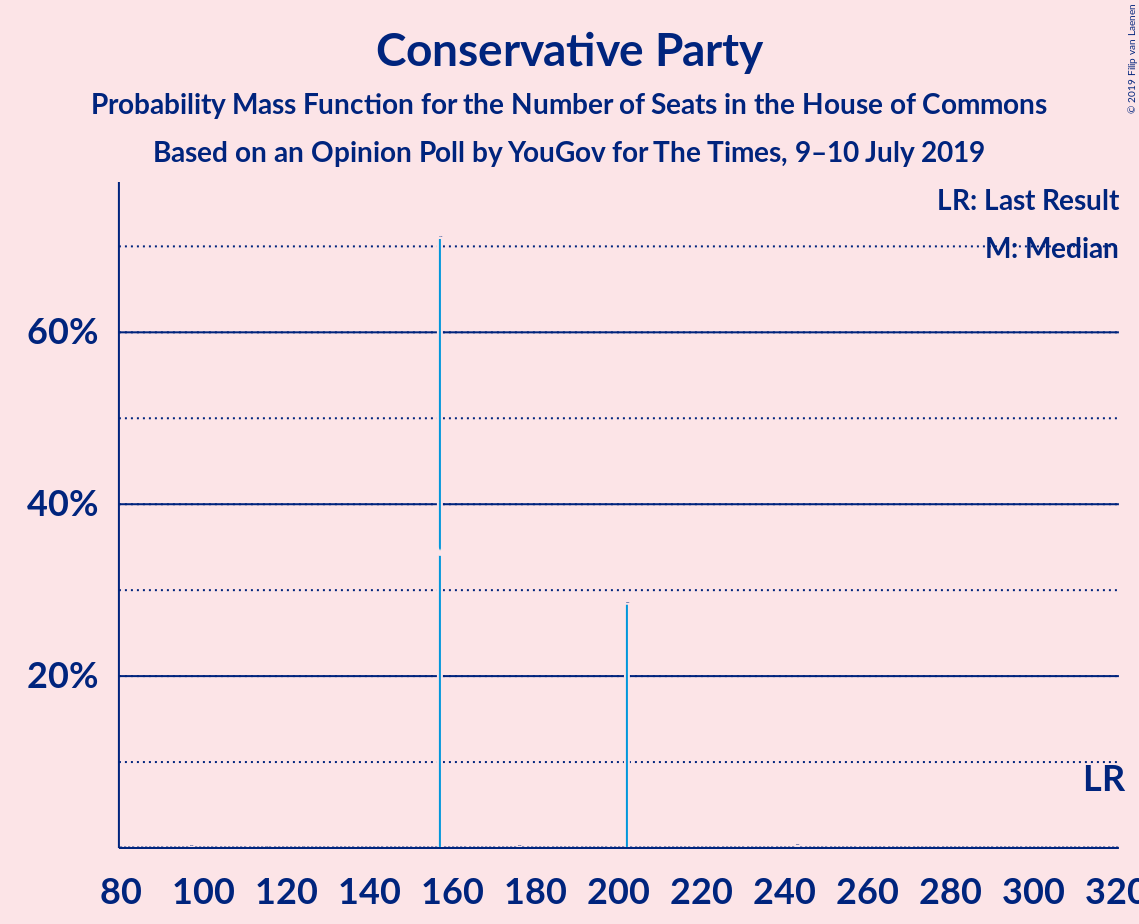 Conservative Party
Probability Mass Function for the Number of Seats in the House of Commons
Based on an Opinion Poll by YouGov for The Times, 9–10 July 2019
© 2019 Filip van Laenen
LR: Last Result
M: Median
60%
40%
20%
LR
80 100 120 140 160 180 200 220 240 260 280 300 320